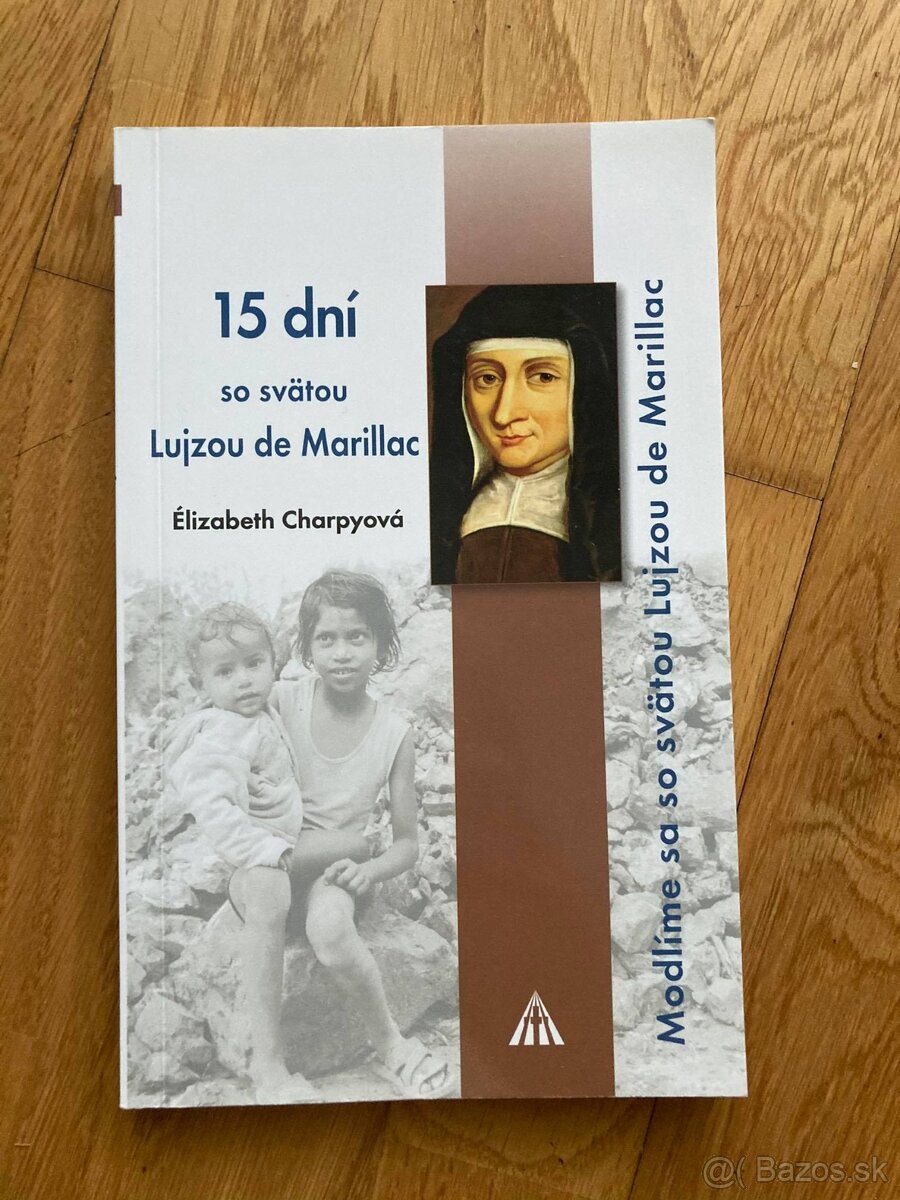 15 dní
so svätou
Lujzou de Marillac
Élizabeth Charpyová
Modlíme sa so svätou Lujzou de Marillac
@( Bazos.sk